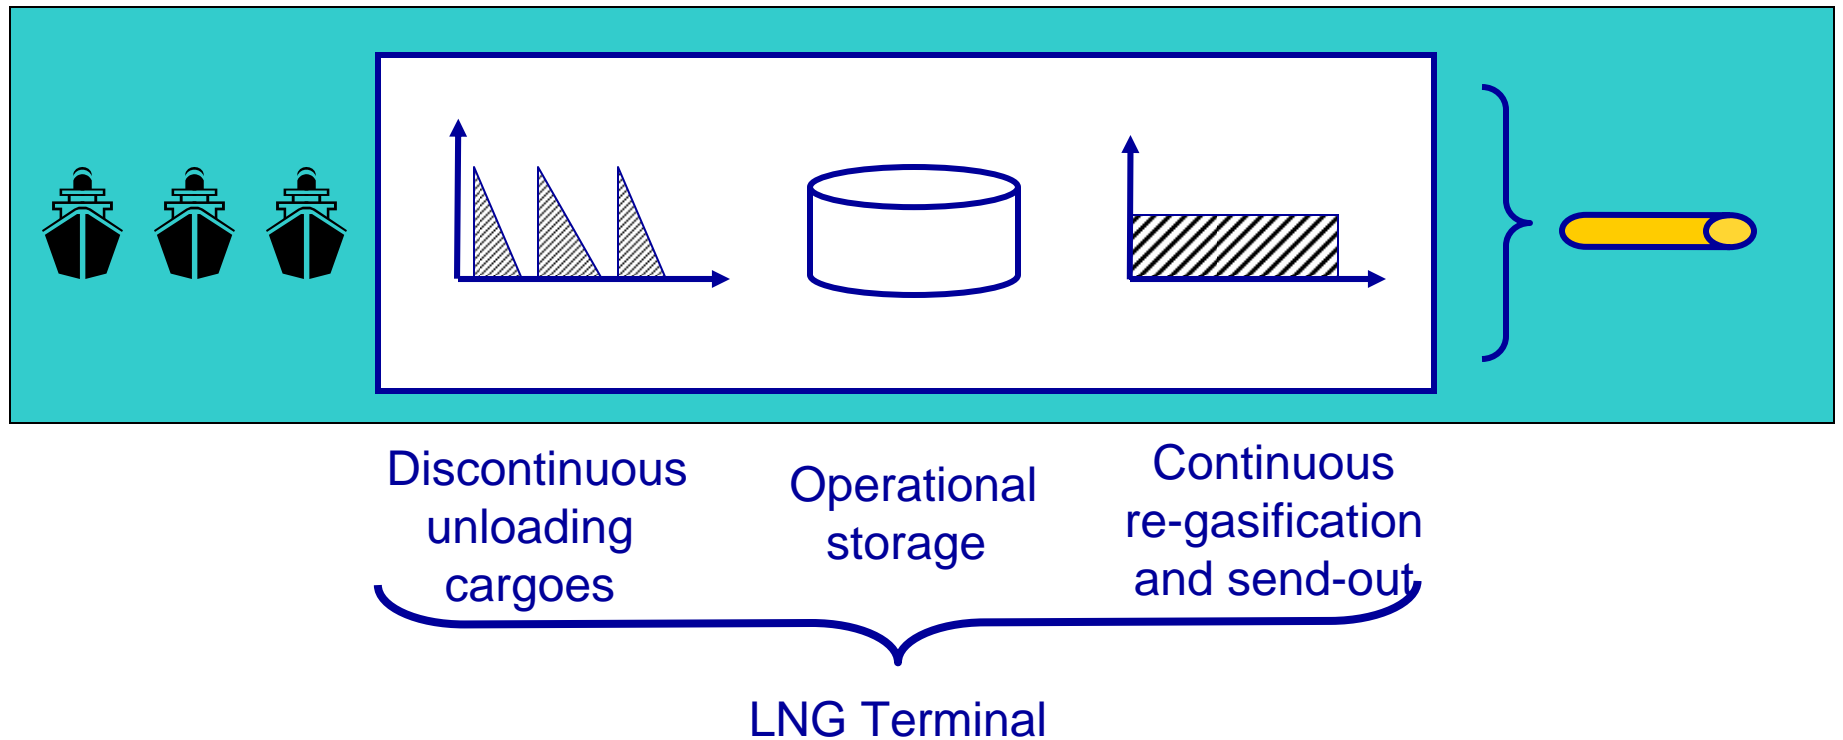 Discontinuous
unloading
cargoes
Operational
storage
Continuous
re-gasification
and send-out
LNG Terminal